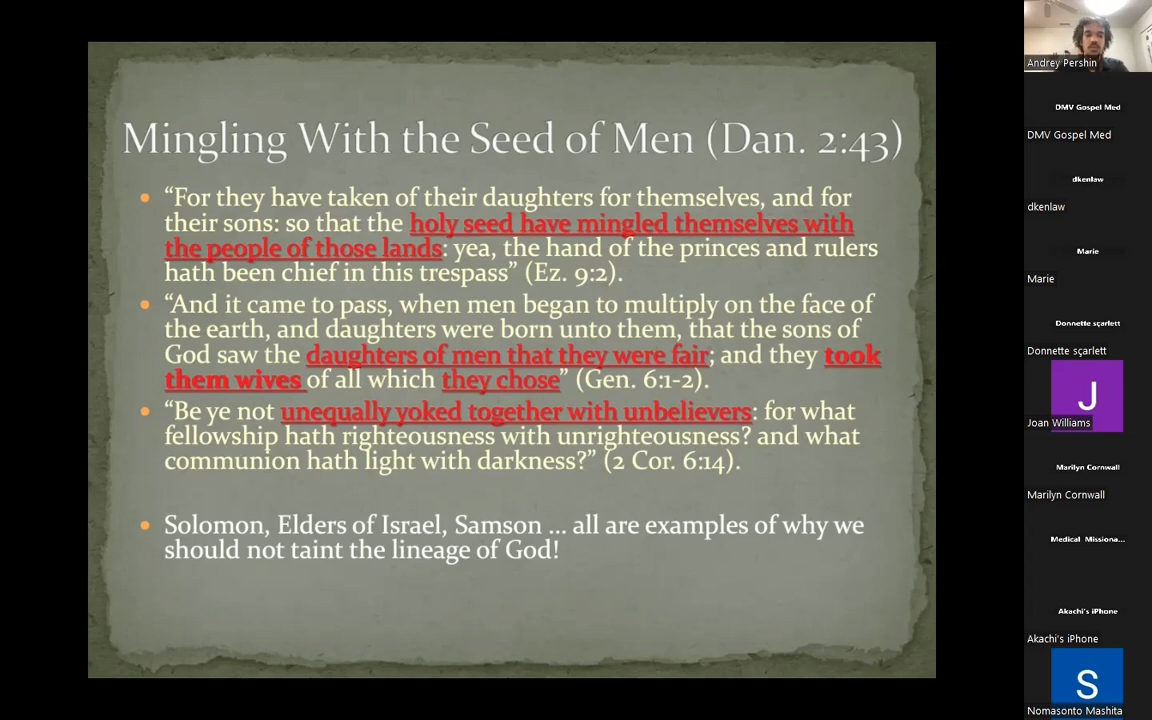 Mingling With the Seed of Men (Dan. 2:43)
• “For they have taken of their daughters for themselves, and for
their sons: so that the holy seed have mingled themselves with
the people of those lands: yea, the hand of the princes and rulers
hath been chief in this trespass” (Ez. 9:2).
• “And it came to pass, when men began to multiply on the face of
the earth, and daughters were born unto them, that the sons of
God saw the daughters of men that they were fair; and they took
them wives of all which they chose” (Gen. 6:1-2).
• “Be ye not unequally yoked together with unbelievers: for what
fellowship hath righteousness with unrighteousness? and what
communion hath light with darkness?” (2 Cor. 6:14).
• Solomon, Elders of Israel, Samson … all are examples of why we
should not taint the lineage of God!
Andrey Pershin
DMV Gospel Med
DMV Gospel Med
dkenlaw
dkenlaw
Marie
Marie
Donnette sçarlett
Donnette sçarlett
J
Joan Williams
Marilyn Cornwall
Marilyn Cornwall
Medical Missiona...
Akachi's iPhone
Akachi's iPhone
S
Nomasonto Mashita